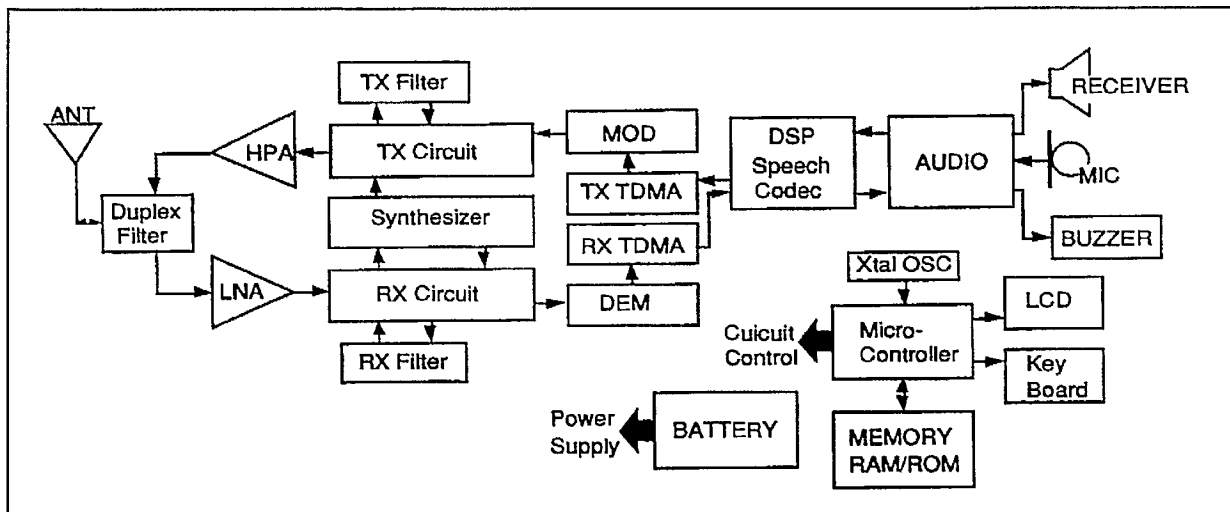 ANT
Duplex
Filter
HPA
LNA
TX Filter
TX Circuit
Synthesizer
RX Circuit
RX Filter
MOD
TX TDMA
RX TDMA
DEM
DSP
Speech
Codec
AUDIO
RECEIVER
MIC
BUZZER
Xtal OSC
Micro-
Controller
Cuicuit
Control
LCD
Key
Board
MEMORY
RAM/ROM
Power
Supply
BATTERY